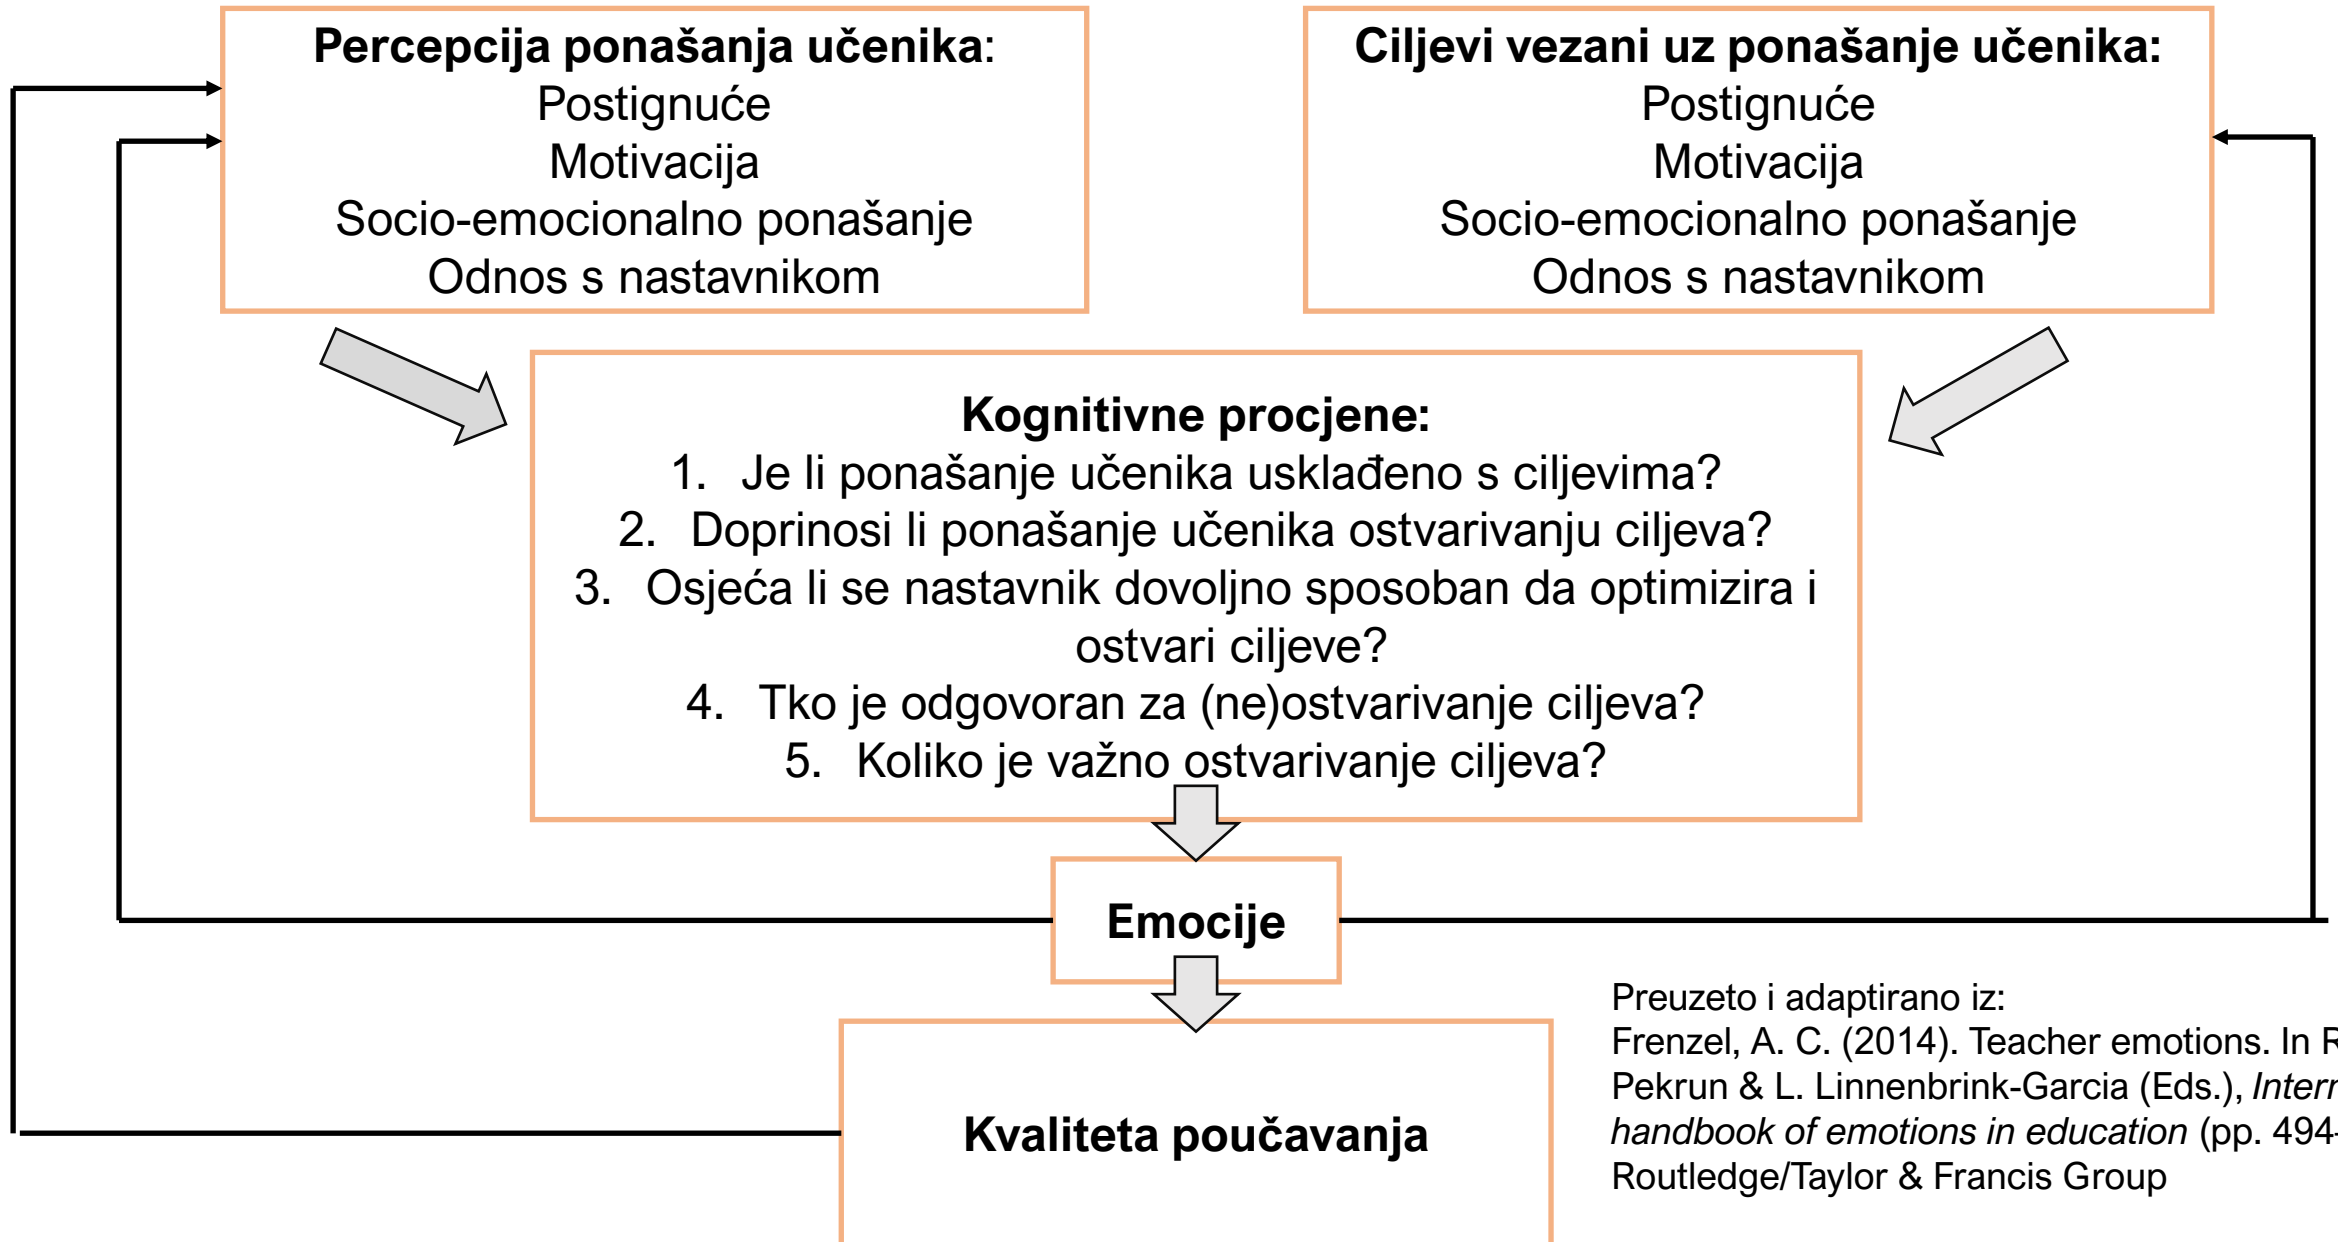 Percepcija ponašanja učenika:
Postignuće
Motivacija
Socio-emocionalno ponašanje
Odnos s nastavnikom
Ciljevi vezani uz ponašanje učenika:
Postignuće
Motivacija
Socio-emocionalno ponašanje
Odnos s nastavnikom
Kognitivne procjene:
1. Je li ponašanje učenika usklađeno s ciljevima?
2. Doprinosi li ponašanje učenika ostvarivanju ciljeva?
3. Osjeća li se nastavnik dovoljno sposoban da optimizira i
ostvari ciljeve?
4. Tko je odgovoran za (ne)ostvarivanje ciljeva?
5. Koliko je važno ostvarivanje ciljeva?
Emocije
Kvaliteta poučavanja
Preuzeto i adaptirano iz:
Frenzel, A. C. (2014). Teacher emotions. In R
Pekrun & L. Linnenbrink-Garcia (Eds.),
handbook of emotions in education (pp. 494-
Routledge/Taylor & Francis Group